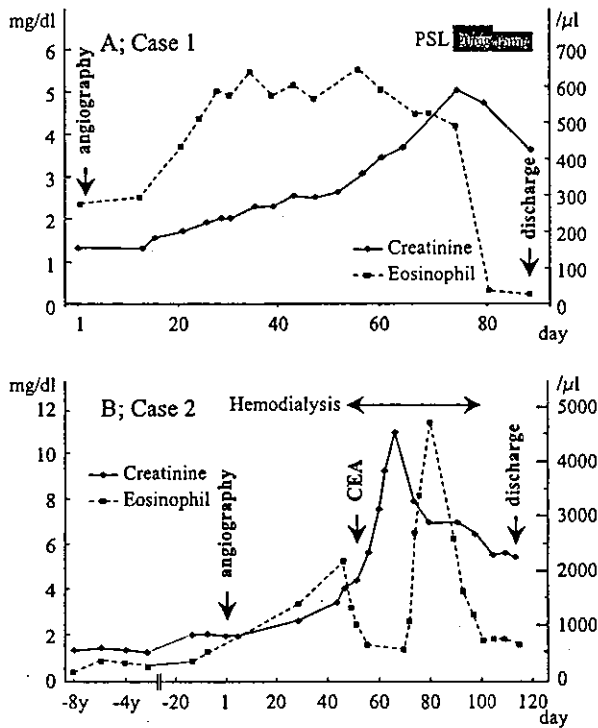 mg/dl
/μl
A; Case 1
PSL
6
5
4
3
2
1
0
700
600
500
400
300
200
100
0
angiography
discharge
Creatinine
Eosinophil
1
20
40
60
80
day
mg/dl
/μl
B; Case 2
Hemodialysis
12
10
8
6
4
2
0
5000
4000
3000
2000
1000
0
Creatinine
Eosinophil
angiography
CEA
discharge
-8y
-4y
-20
1
20
40
60
80
100
120
day